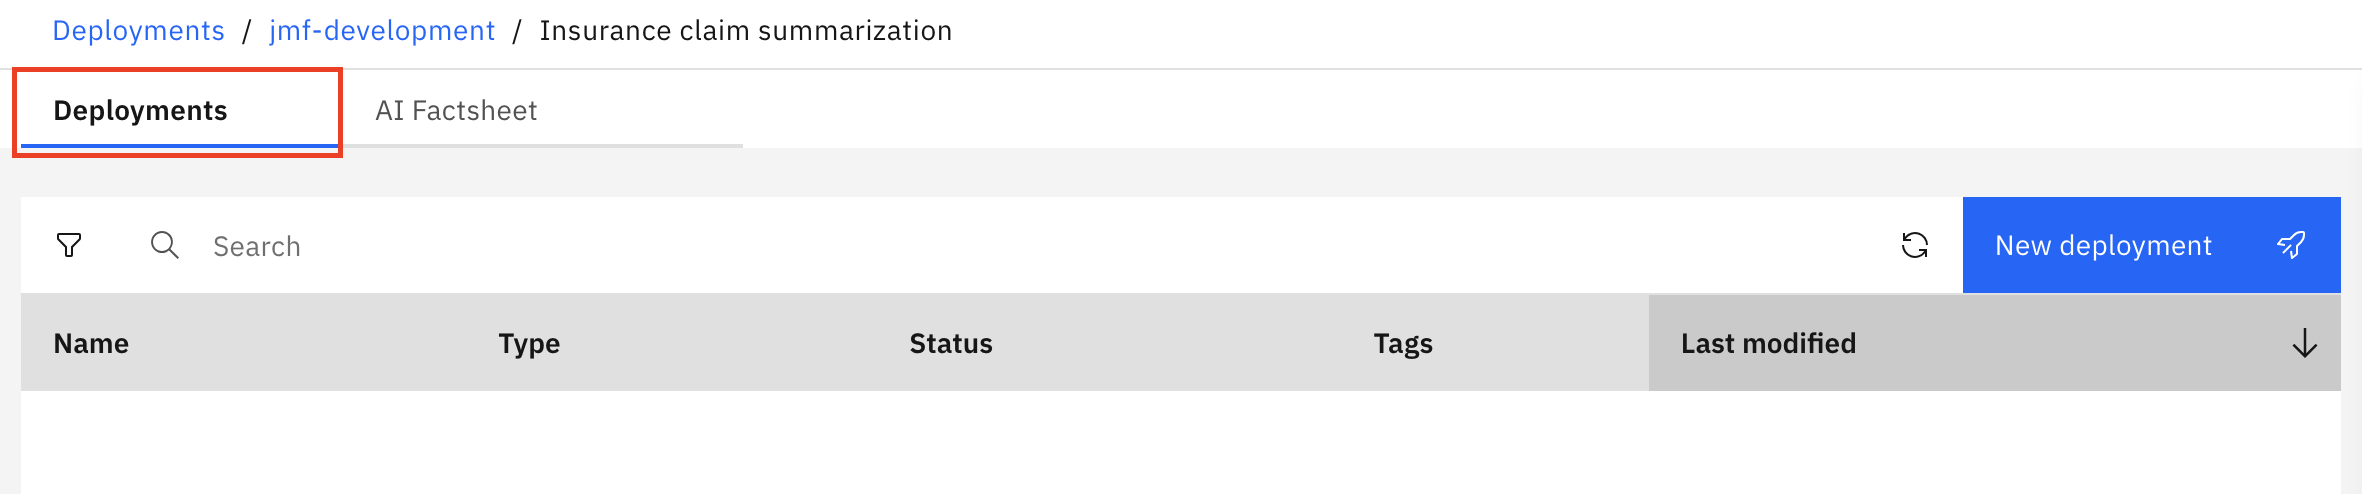 Deployments / jmf-development / Insurance claim summarization
Deployments AI Factsheet
Search New deployment
Name Type Status Tags Last modified